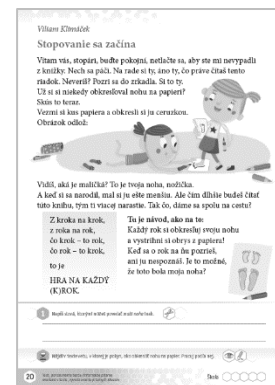 Viliam Klimáček
Stopovanie sa začína
Vitam vás, stopári, buďte pokojní, netlačte sa, aby ste mi nevypadli
z knižky. Nech sa páči. Na rade si ty, áno ty, čo práve čítaš tento
riadok. Neveríš? Pozri sa do zrkadla. Si to ty.
Už si si niekedy obkresľoval nohu na papieri?
Skús to teraz.
Vezmi si kus papiera a obkresli si ju ceruzkou.
Obrázok odlož:
Vidíš, aká je maličká? To je tvoja noha, nožička.
A keď si sa narodil, mal si ju ešte menšiu. Ale čím dlhšie budeš čítať
túto knihu, tým ti viacej narastie. Tak čo, dáme sa spolu na cestu?
Z kroka na krok,
z roka na rok,
čo krok – to rok,
čo rok – to krok,
to je
HRA NA KAŽDÝ
(K)ROK.
Tu je návod, ako na to:
Každý rok si obkresluj svoju nohu
a vystrihni si obrys z papiera!
Keď sa o rok na ňu pozrieš,
ani ju nespoznáš. Je to možné,
že toto bola moja noha?
1
20